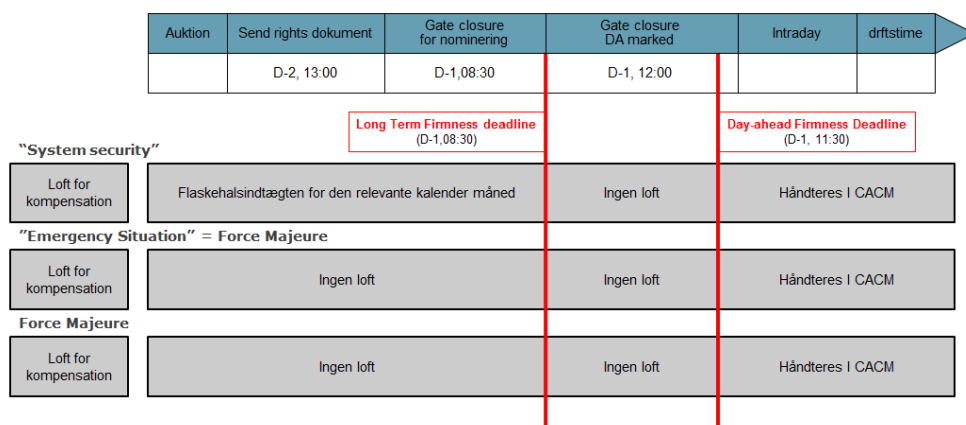 Auktion
Send rights dokument
Gate closure
for nominering
Gate closure
DA marked
Intraday
drftstime
D-2, 13:00
D-1,08:30
D-1, 12:00
Long Term Firmness deadline
(D-1,08:30)
Day-ahead Firmness Deadline
(D-1, 11:30)
"System security”
Loft for
kompensation
Flaskehalsindtægten for den relevante kalender måned
Ingen loft
Håndteres I CACM
”Emergency Situation” = Force Majeure
Loft for
kompensation
Ingen loft
Ingen loft
Håndteres I CACM
Force Majeure
Loft for
kompensation
Ingen loft
Ingen loft
Håndteres I CACM